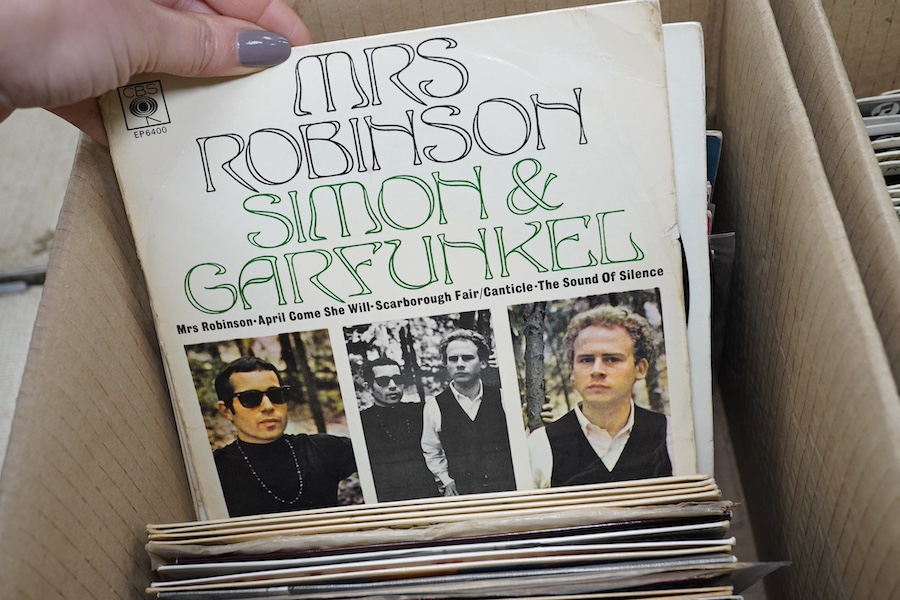 CBS
EP6400
MRS
ROBINSON
SIMON &
GARFUNKEL
Mrs Robinson·April Come She Will·Scarborough Fair/Canticle·The Sound Of Silence